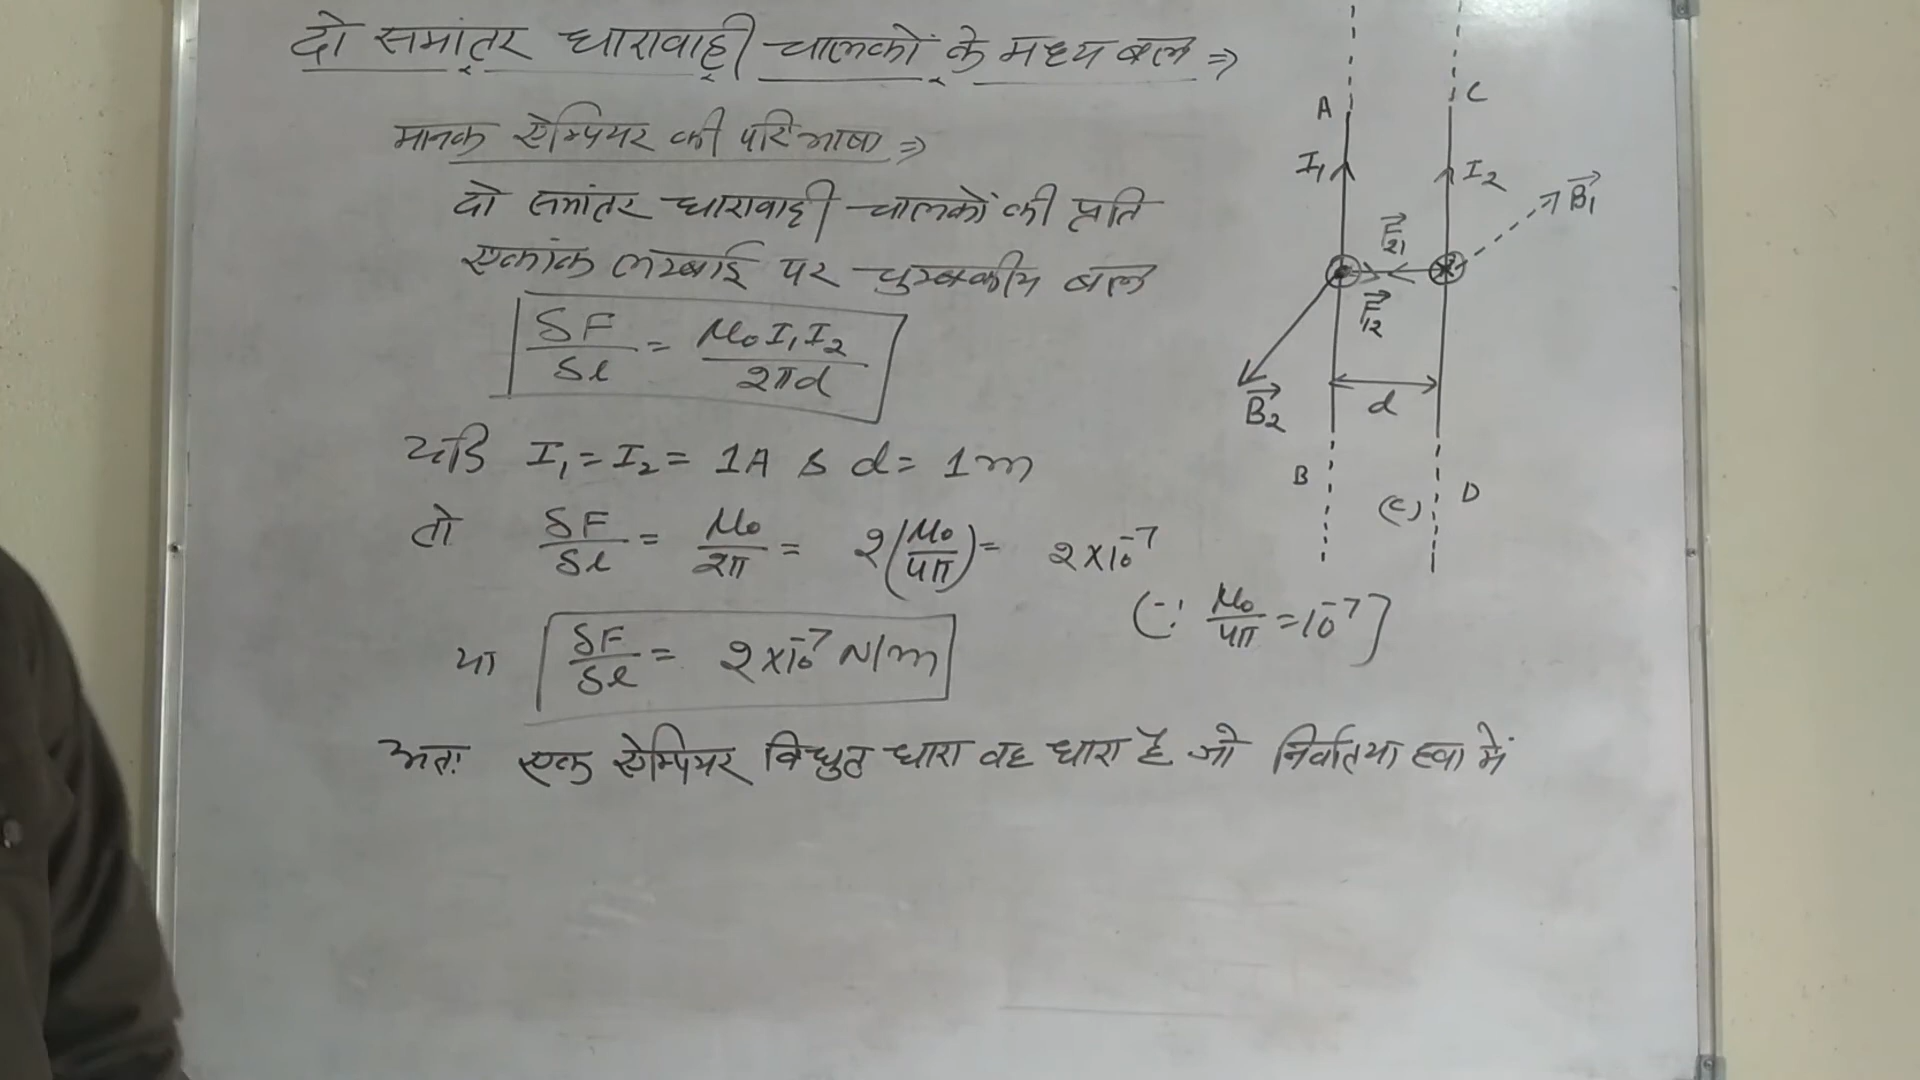 दो समांतर धारावाही चालकों के मध्य बल ⇒
मानक ऐम्पियर की परिभाषा ⇒
दो समांतर धारावाही चालकों की प्रति
एकांक लम्बाई पर चुम्बकीय बल
δF/δl = μ₀I₁I₂/2πd
यदि I₁ = I₂ = 1A & d = 1m
तो δF/δl = μ₀/2π = 2(μ₀/4π) = 2×10⁻⁷
(∵ μ₀/4π = 10⁻⁷]
या δF/δl = 2×10⁻⁷ N/m
अतः एक ऐम्पियर विधुत धारा वह धारा है जो निर्वातया हवा में
A
C
I₁
I₂
B₁
F₂₁
F₁₂
B₂
d
B
(c)
D